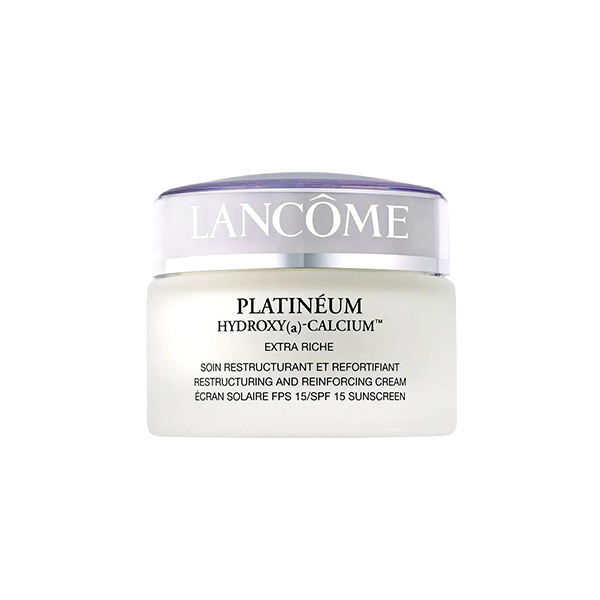 LANCÔME
PLATINÉUM
HYDROXY(a)-CALCIUM™
EXTRA RICHE
SOIN RESTRUCTURANT ET REFORTIFIANT
RESTRUCTURING AND REINFORCING CREAM
ÉCRAN SOLAIRE FPS 15/SPF 15 SUNSCREEN